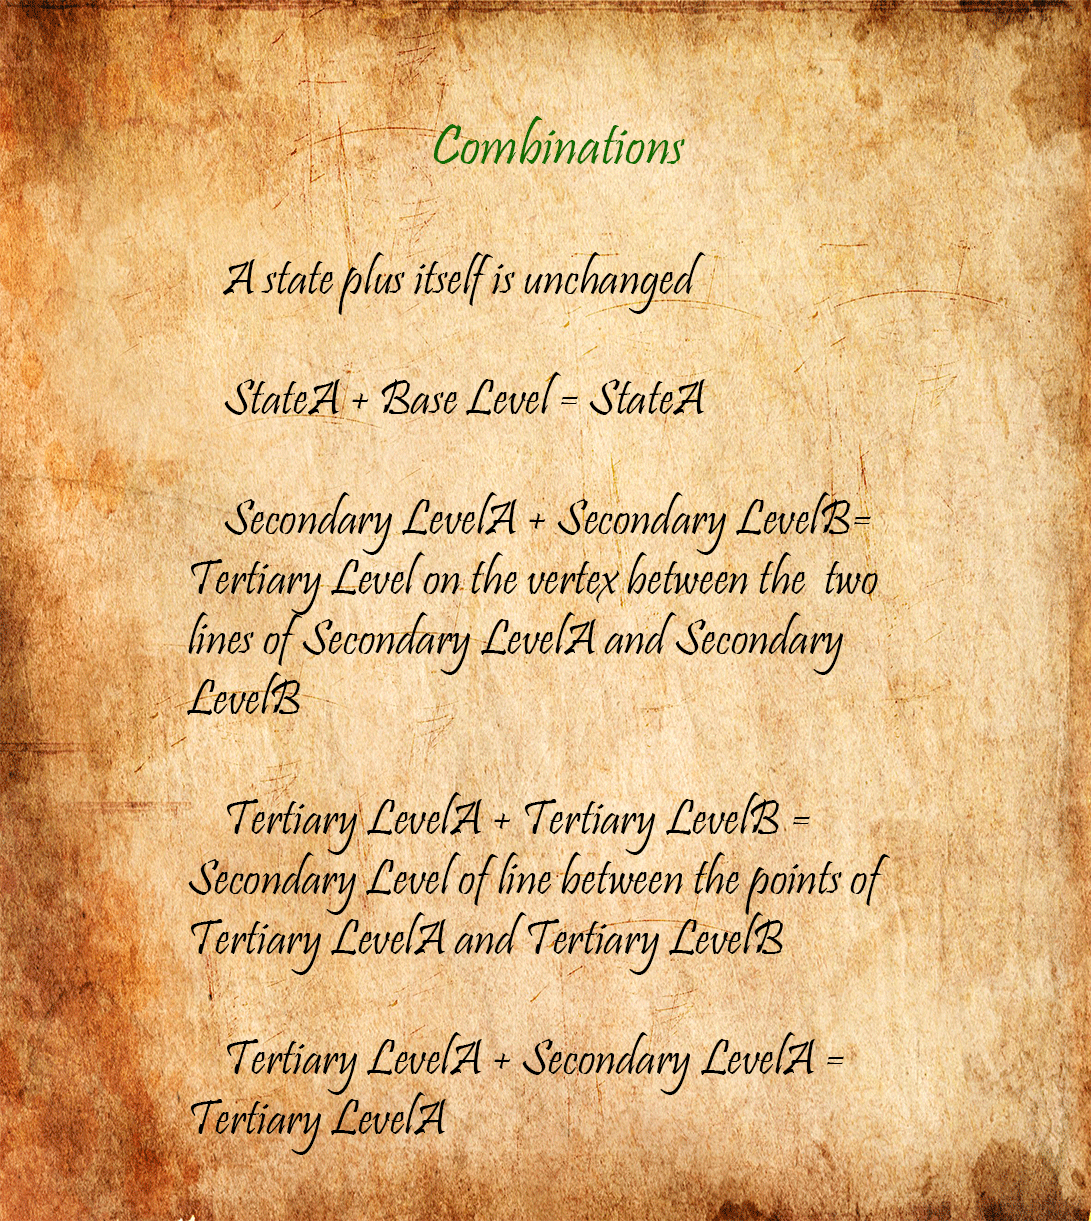 Combinations
A state plus itself is unchanged
StateA + Base Level = StateA
Secondary LevelA + Secondary LevelB=
Tertiary Level on the vertex between the  two
lines of Secondary LevelA and Secondary
LevelB
Tertiary LevelA + Tertiary LevelB =
Secondary Level of line between the points of
Tertiary LevelA and Tertiary LevelB
Tertiary LevelA + Secondary LevelA =
Tertiary LevelA